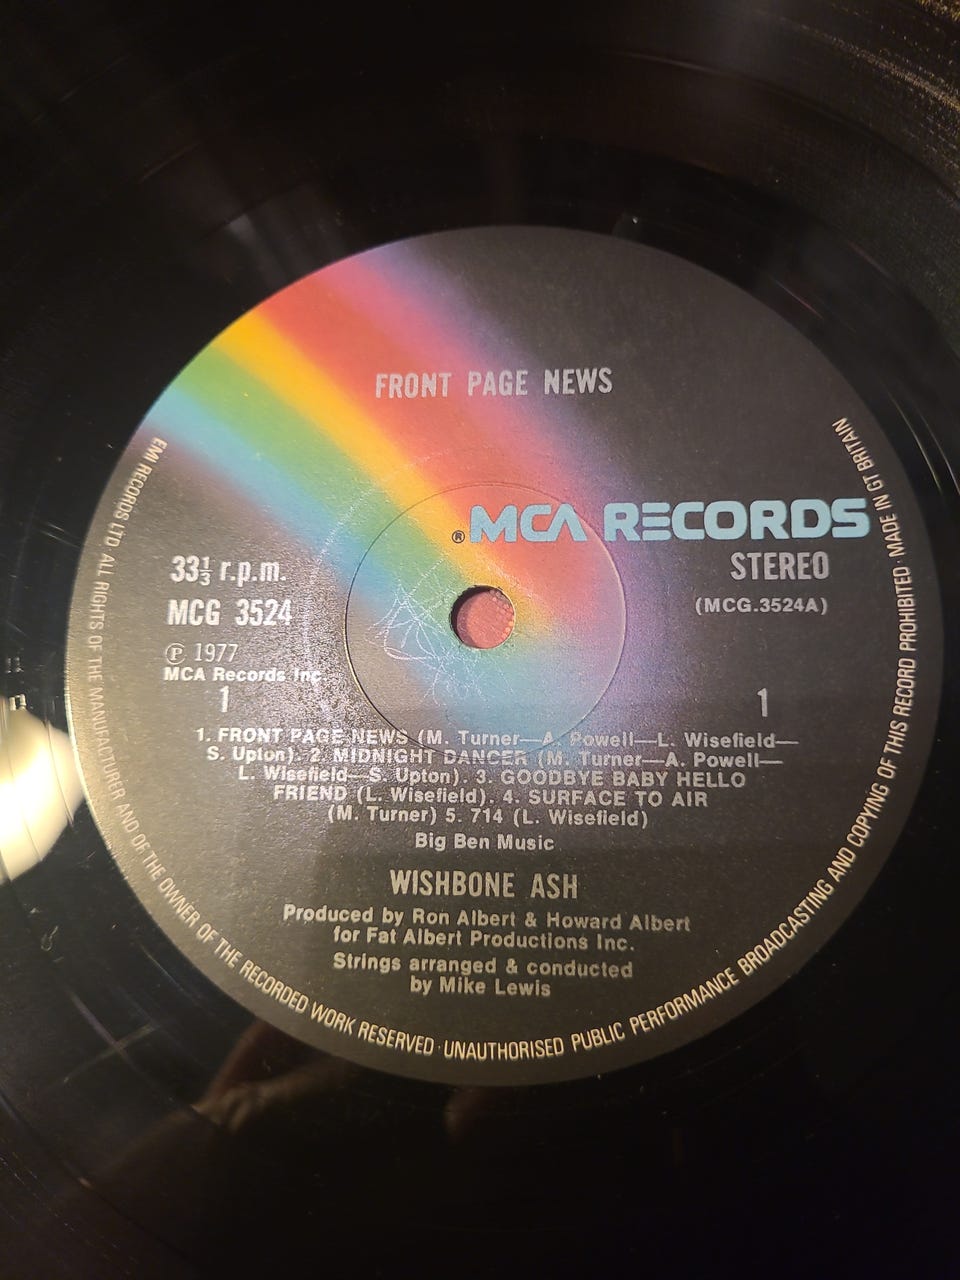 FRONT PAGE NEWS
® MCA RECORDS
33⅓ r.p.m.
STEREO
MCG 3524
(MCG.3524A)
℗ 1977
MCA Records Inc.
1
1
1. FRONT PAGE NEWS (M. Turner—A. Powell—L. Wisefield—
S. Upton). 2. MIDNIGHT DANCER (M. Turner—A. Powell—
L. Wisefield—S. Upton). 3. GOODBYE BABY HELLO
FRIEND (L. Wisefield). 4. SURFACE TO AIR
(M. Turner) 5. 714 (L. Wisefield)
Big Ben Music
WISHBONE ASH
Produced by Ron Albert & Howard Albert
for Fat Albert Productions Inc.
Strings arranged & conducted
by Mike Lewis
EMI RECORDS LTD ALL RIGHTS OF THE MANUFACTURER AND OF THE OWNER OF THE RECORDED WORK RESERVED · UNAUTHORISED PUBLIC PERFORMANCE BROADCASTING AND COPYING OF THIS RECORD PROHIBITED · MADE IN GT BRITAIN